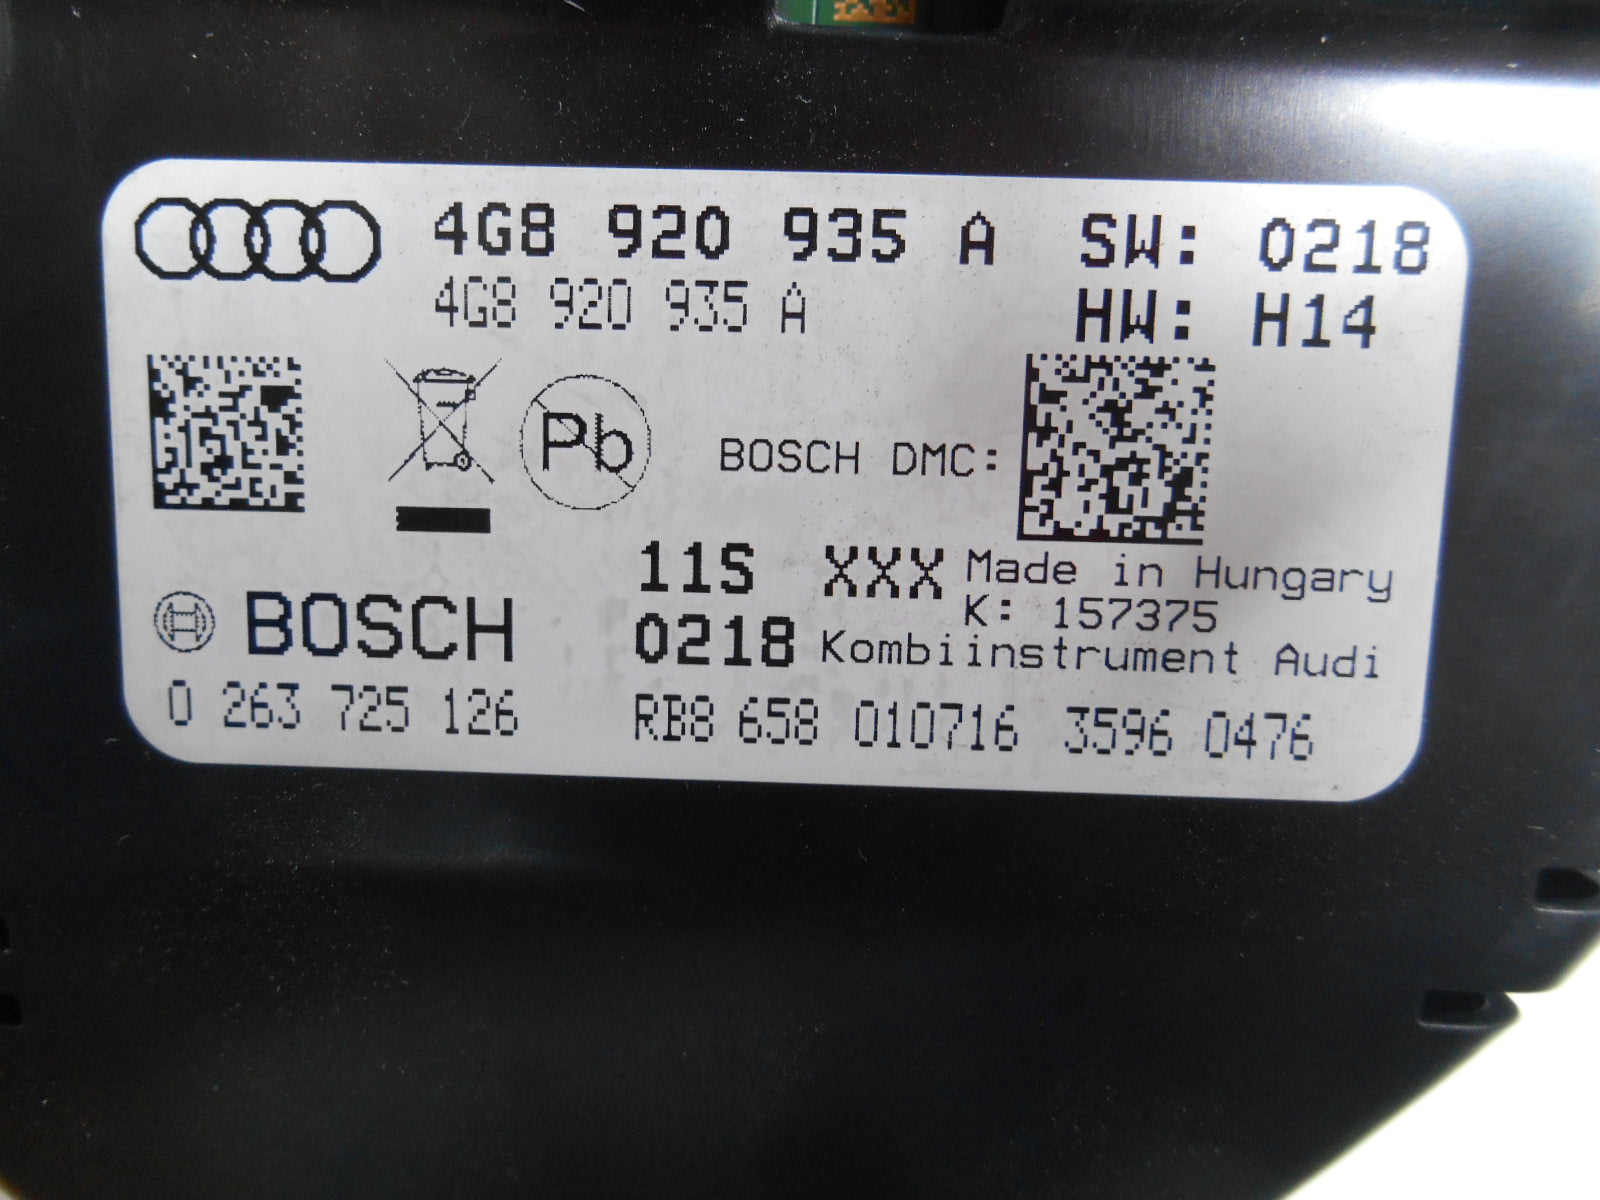 4G8 920 935 A SW: 0218
4G8 920 935 A HW: H14
Pb BOSCH DMC:
11S XXX Made in Hungary
K: 157375
BOSCH 0218 Kombiinstrument Audi
0 263 725 126 RB8 658 010716 3596 0476